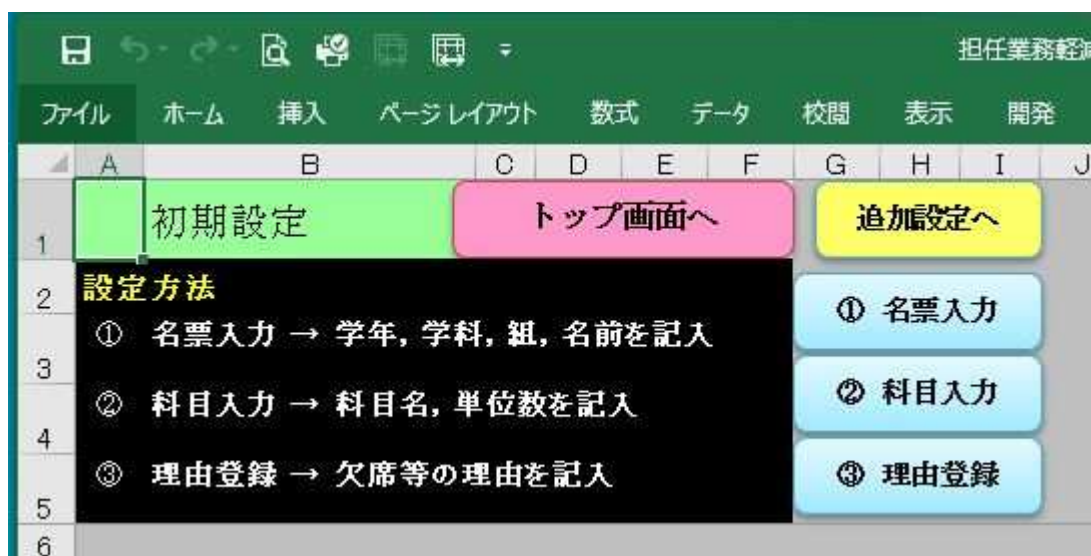 担任業務軽減
ファイル ホーム 挿入 ページ レイアウト 数式 データ 校閲 表示 開発
A B C D E F G H I J
1 初期設定 トップ画面へ 追加設定へ
2 設定方法
① 名票入力 → 学年, 学科, 組, 名前を記入 ① 名票入力
3
② 科目入力 → 科目名, 単位数を記入 ② 科目入力
4
③ 理由登録 → 欠席等の理由を記入 ③ 理由登録
5
6